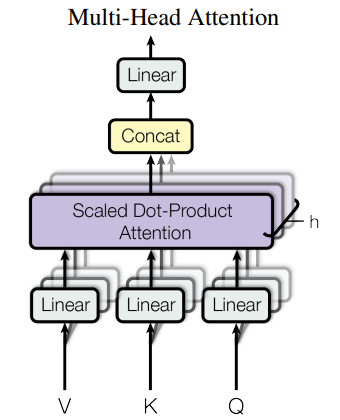 Multi-Head Attention
Linear
Concat
Scaled Dot-Product
Attention
h
Linear Linear Linear
V K Q